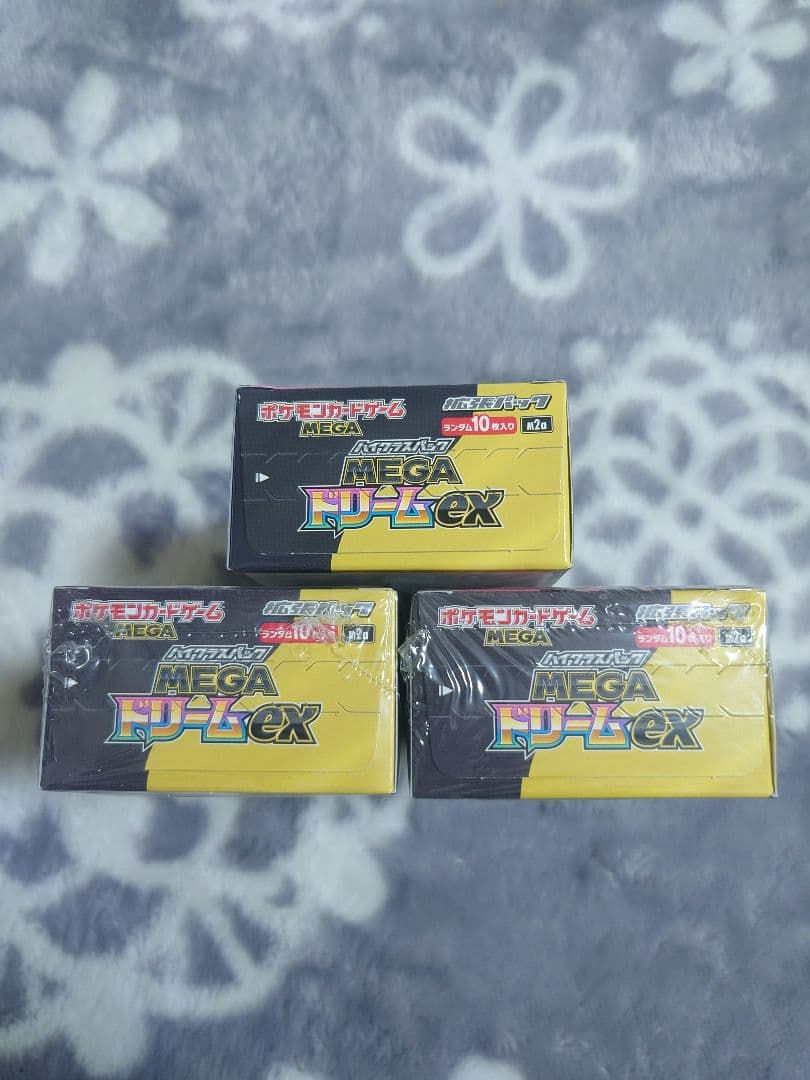 ポケモンカードゲーム
MEGA
拡張パック
ランダム10枚入り M2a
ハイクラスパック
MEGA
ドリームex
ポケモンカードゲーム
MEGA
拡張パック
ランダム10枚入り M2a
ハイクラスパック
MEGA
ドリームex
ポケモンカードゲーム
MEGA
拡張パック
ランダム10枚入り M2a
ハイクラスパック
MEGA
ドリームex